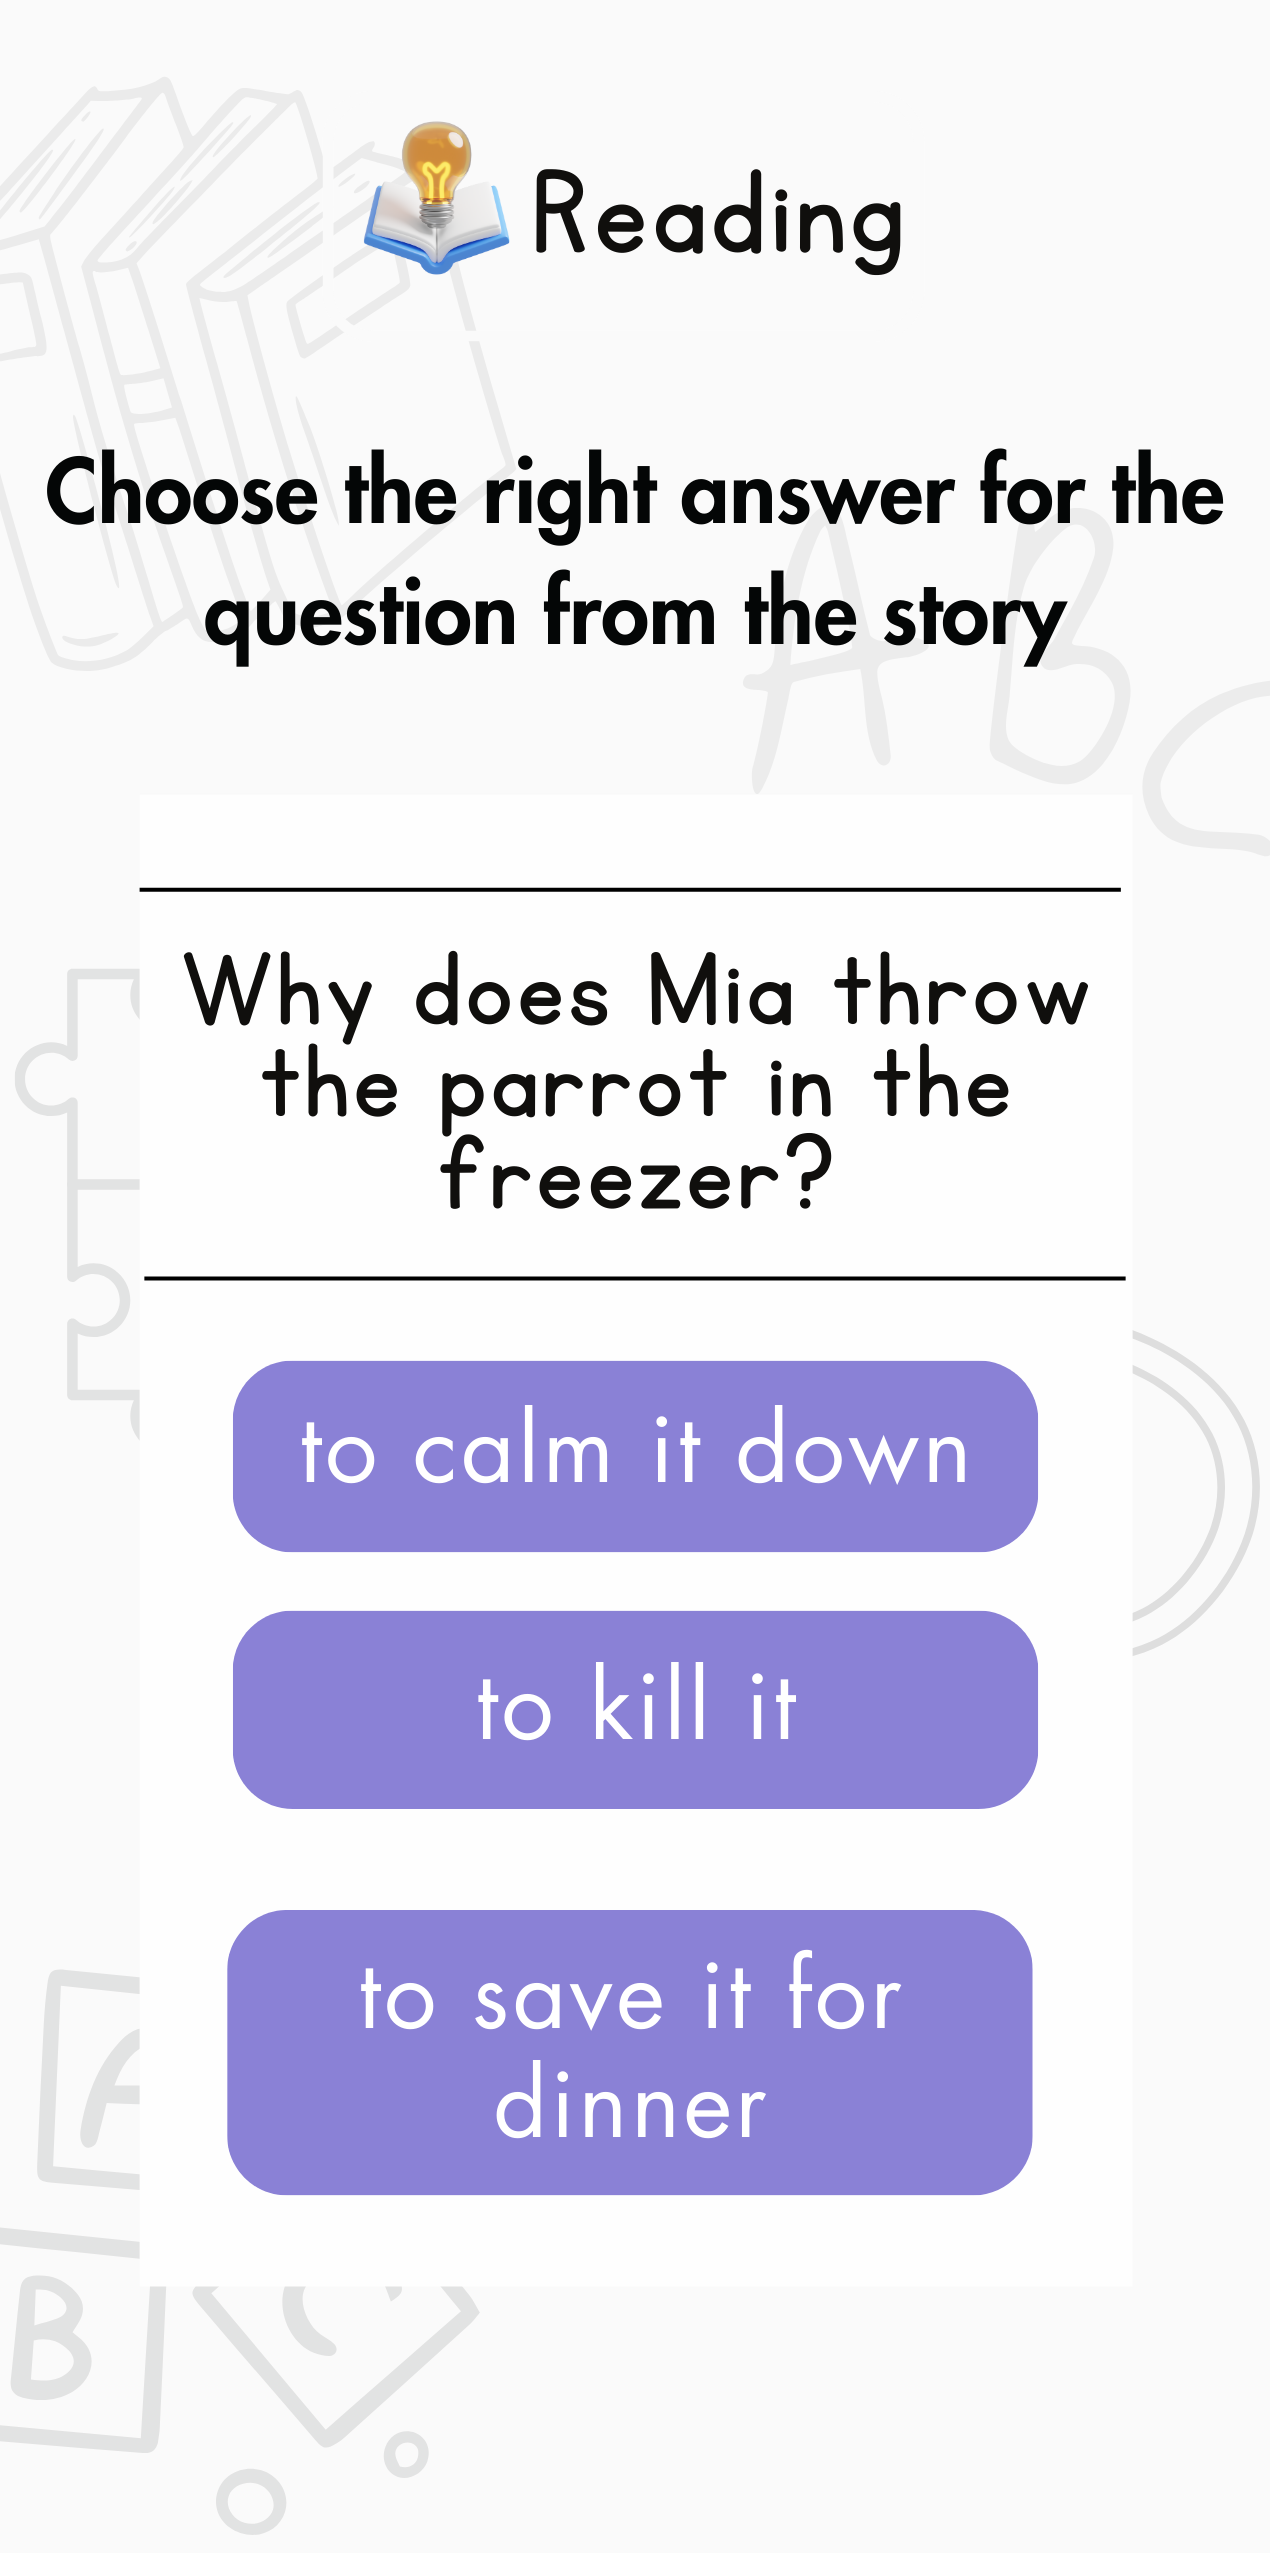 Reading
Choose the right answer for the
question from the story
Why does Mia throw
the parrot in the
freezer?
to calm it down
to kill it
to save it for
dinner
A B
A
B
C